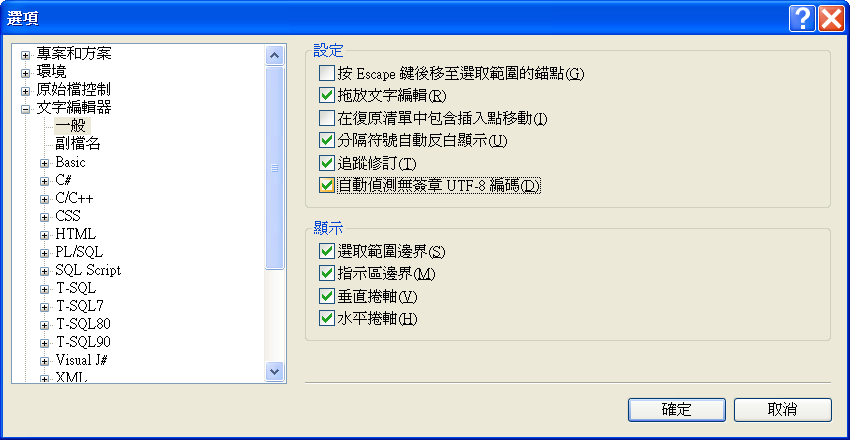 選項
專案和方案
環境
原始檔控制
文字編輯器
一般
副檔名
Basic
C#
C/C++
CSS
HTML
PL/SQL
SQL Script
T-SQL
T-SQL7
T-SQL80
T-SQL90
Visual J#
XML
設定
按 Escape 鍵後移至選取範圍的錨點(G)
拖放文字編輯(R)
在復原清單中包含插入點移動(I)
分隔符號自動反白顯示(U)
追蹤修訂(T)
自動偵測無簽章 UTF-8 編碼(D)
顯示
選取範圍邊界(S)
指示區邊界(M)
垂直捲軸(V)
水平捲軸(H)
確定
取消